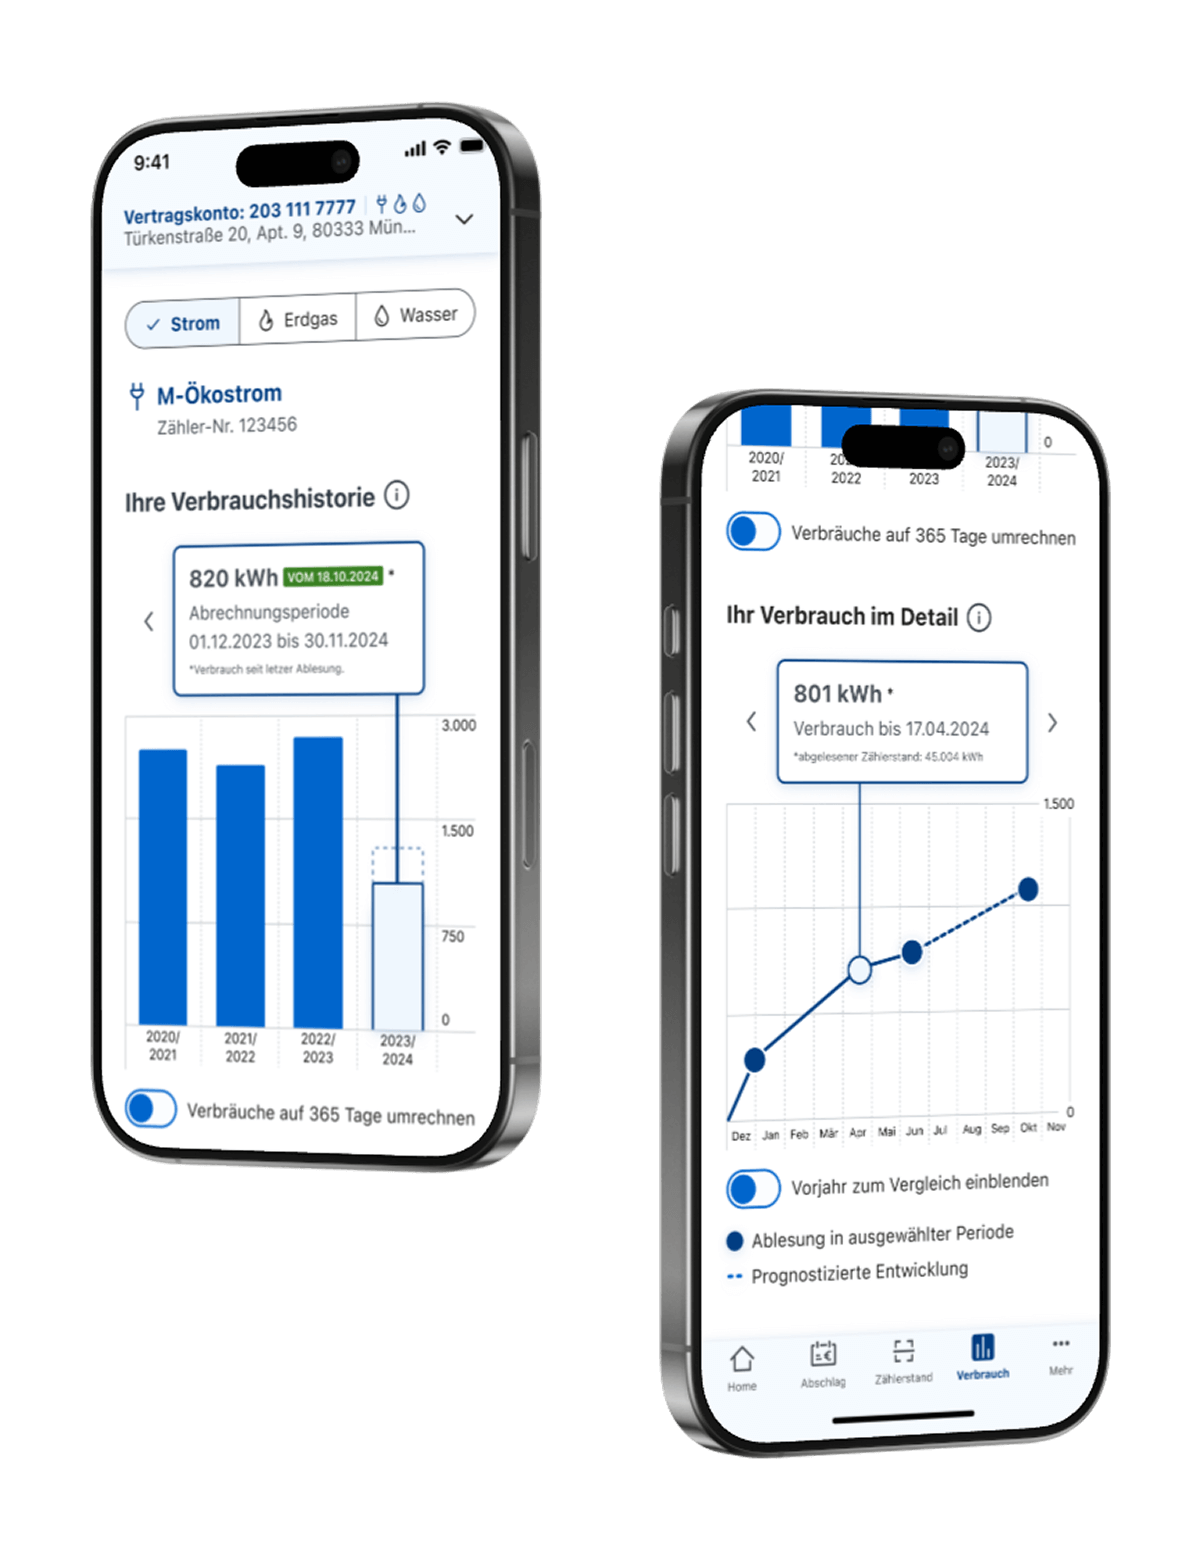 9:41
Vertragskonto: 203 111 7777
Türkenstraße 20, Apt. 9, 80333 Mün...
Strom
Erdgas
Wasser
M-Ökostrom
Zähler-Nr. 123456
Ihre Verbrauchshistorie
820 kWh VOM 18.10.2024 *
Abrechnungsperiode
01.12.2023 bis 30.11.2024
*Verbrauch seit letzer Ablesung.
3.000
1.500
750
0
2020/
2021
2021/
2022
2022/
2023
2023/
2024
Verbräuche auf 365 Tage umrechnen
0
2020/
2021
20
2022
2023
2023/
2024
Verbräuche auf 365 Tage umrechnen
Ihr Verbrauch im Detail
801 kWh *
Verbrauch bis 17.04.2024
*abgelesener Zählerstand: 45.004 kWh
1.500
0
Dez Jan Feb Mär Apr Mai Jun Jul Aug Sep Okt Nov
Vorjahr zum Vergleich einblenden
Ablesung in ausgewählter Periode
Prognostizierte Entwicklung
Home
Abschlag
Zählerstand
Verbrauch
Mehr